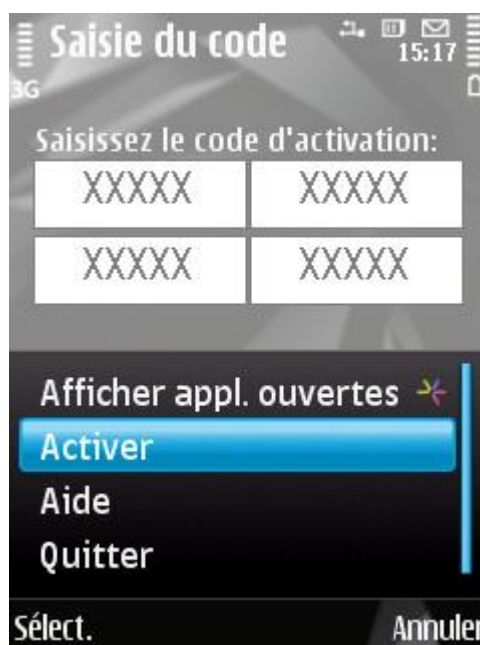 Saisie du code
15:17
3G
Saisissez le code d'activation:
XXXXX XXXXX
XXXXX XXXXX
Afficher appl. ouvertes
Activer
Aide
Quitter
Sélect. Annuler